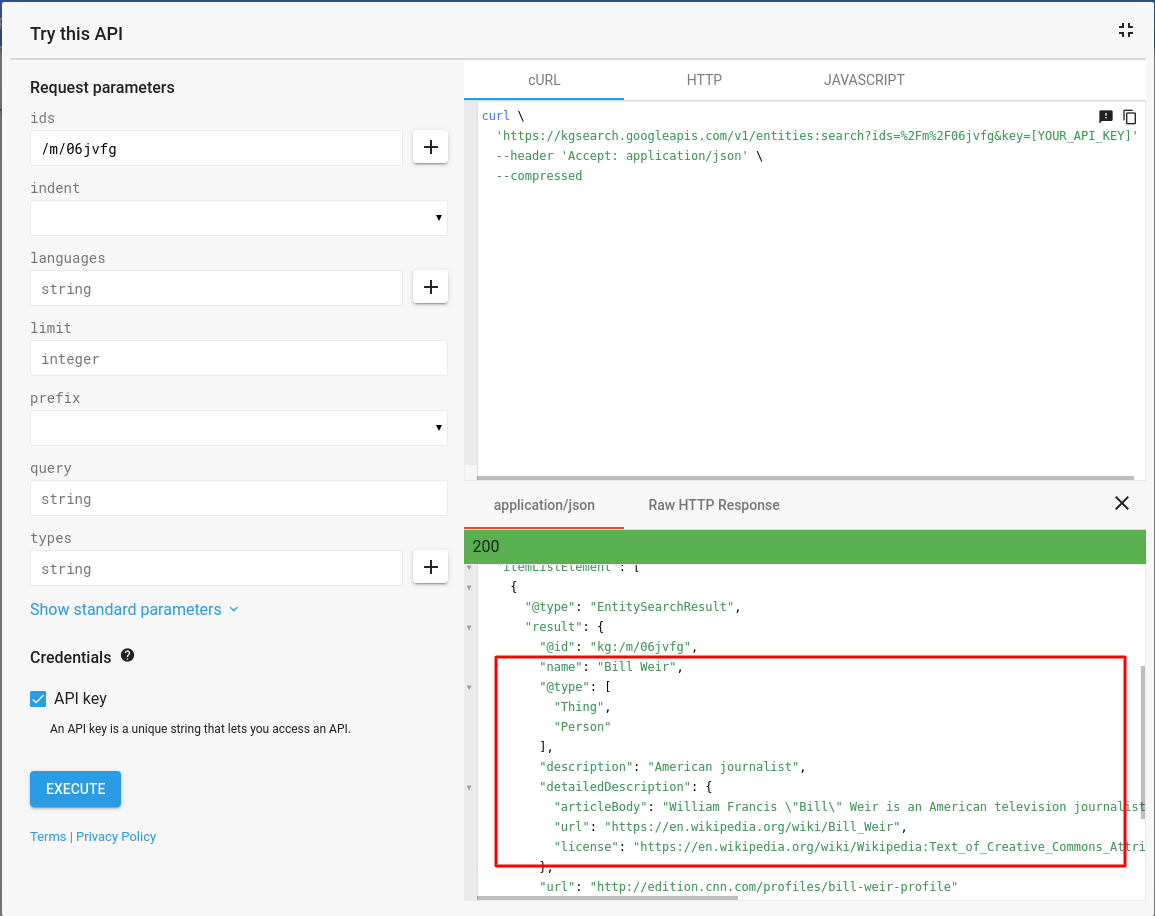 Try this API
Request parameters
ids
/m/06jvfg
indent
languages
string
limit
integer
prefix
query
string
types
string
Show standard parameters
Credentials
API key
An API key is a unique string that lets you access an API.
EXECUTE
Terms | Privacy Policy
cURL HTTP JAVASCRIPT
curl \
'https://kgsearch.googleapis.com/v1/entities:search?ids=%2Fm%2F06jvfg&key=[YOUR_API_KEY]'
--header 'Accept: application/json' \
--compressed
application/json Raw HTTP Response
200
"itemListElement": [
{
"@type": "EntitySearchResult",
"result": {
"@id": "kg:/m/06jvfg",
"name": "Bill Weir",
"@type": [
"Thing",
"Person"
],
"description": "American journalist",
"detailedDescription": {
"articleBody": "William Francis \"Bill\" Weir is an American television journalist
"url": "https://en.wikipedia.org/wiki/Bill_Weir",
"license": "https://en.wikipedia.org/wiki/Wikipedia:Text_of_Creative_Commons_Attri
},
"url": "http://edition.cnn.com/profiles/bill-weir-profile"